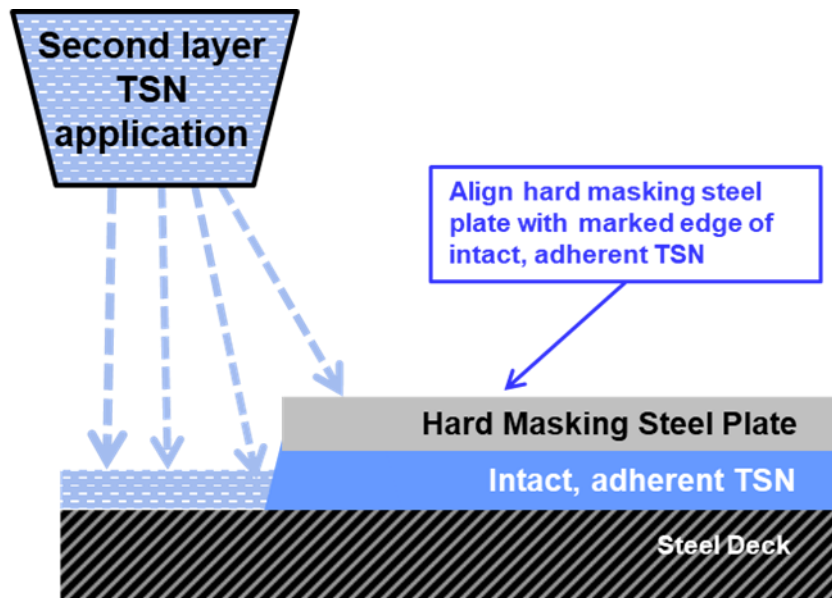 Second layer
TSN
application
Align hard masking steel
plate with marked edge of
intact, adherent TSN
Hard Masking Steel Plate
Intact, adherent TSN
Steel Deck